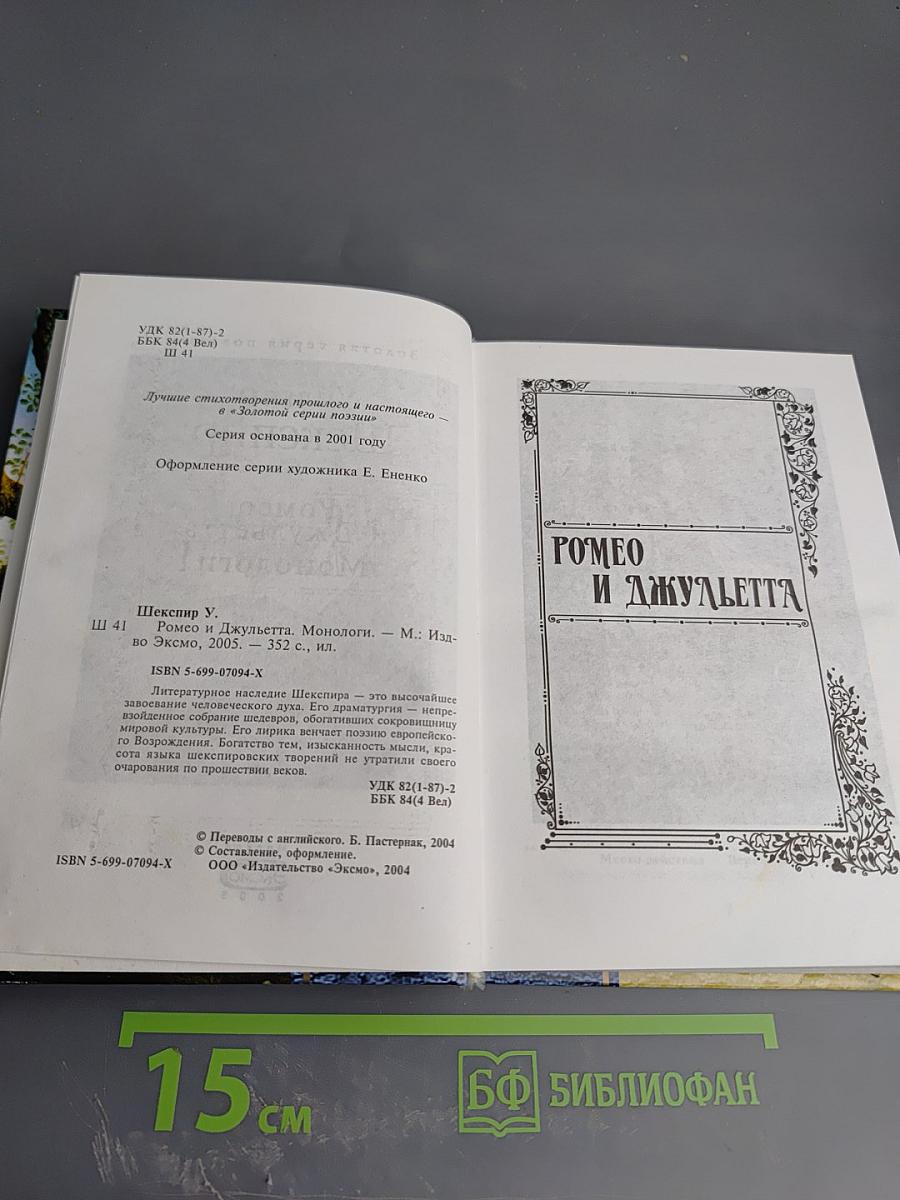 УДК 82(1-87)-2
ББК 84(4 Вел)
Ш 41
Лучшие стихотворения прошлого и настоящего —
в «Золотой серии поэзии»
Серия основана в 2001 году
Оформление серии художника Е. Ененко
Шекспир У.
Ш 41 Ромео и Джульетта. Монологи. — М.: Изд-
во Эксмо, 2005. — 352 с., ил.
ISBN 5-699-07094-X
Литературное наследие Шекспира — это высочайшее
завоевание человеческого духа. Его драматургия — непре-
взойденное собрание шедевров, обогативших сокровищницу
мировой культуры. Его лирика венчает поэзию европейско-
го Возрождения. Богатство тем, изысканность мысли, кра-
сота языка шекспировских творений не утратили своего
очарования по прошествии веков.
УДК 82(1-87)-2
ББК 84(4 Вел)
© Переводы с английского. Б. Пастернак, 2004
© Составление, оформление.
ООО «Издательство «Эксмо», 2004
ISBN 5-699-07094-X
РОМЕО
И ДЖУЛЬЕТТА
15 см
БФ БИБЛИОФАН